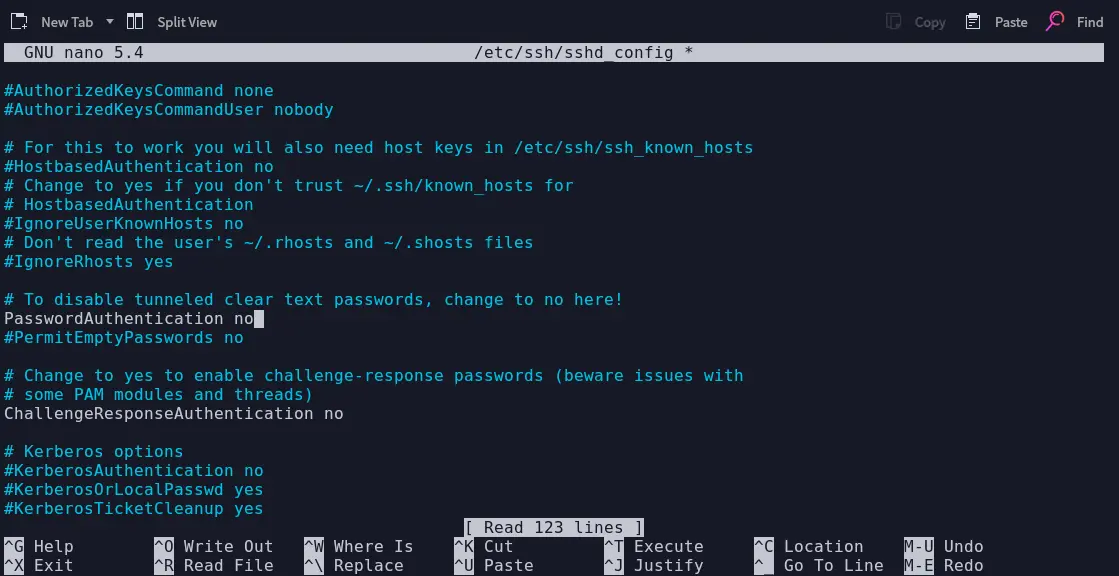 New Tab Split View Copy Paste Find
GNU nano 5.4 /etc/ssh/sshd_config *
#AuthorizedKeysCommand none
#AuthorizedKeysCommandUser nobody
# For this to work you will also need host keys in /etc/ssh/ssh_known_hosts
#HostbasedAuthentication no
# Change to yes if you don't trust ~/.ssh/known_hosts for
# HostbasedAuthentication
#IgnoreUserKnownHosts no
# Don't read the user's ~/.rhosts and ~/.shosts files
#IgnoreRhosts yes
# To disable tunneled clear text passwords, change to no here!
PasswordAuthentication no
#PermitEmptyPasswords no
# Change to yes to enable challenge-response passwords (beware issues with
# some PAM modules and threads)
ChallengeResponseAuthentication no
# Kerberos options
#KerberosAuthentication no
#KerberosOrLocalPasswd yes
#KerberosTicketCleanup yes
[ Read 123 lines ]
^G Help ^O Write Out ^W Where Is ^K Cut ^T Execute ^C Location M-U Undo
^X Exit ^R Read File ^\ Replace ^U Paste ^J Justify ^_ Go To Line M-E Redo